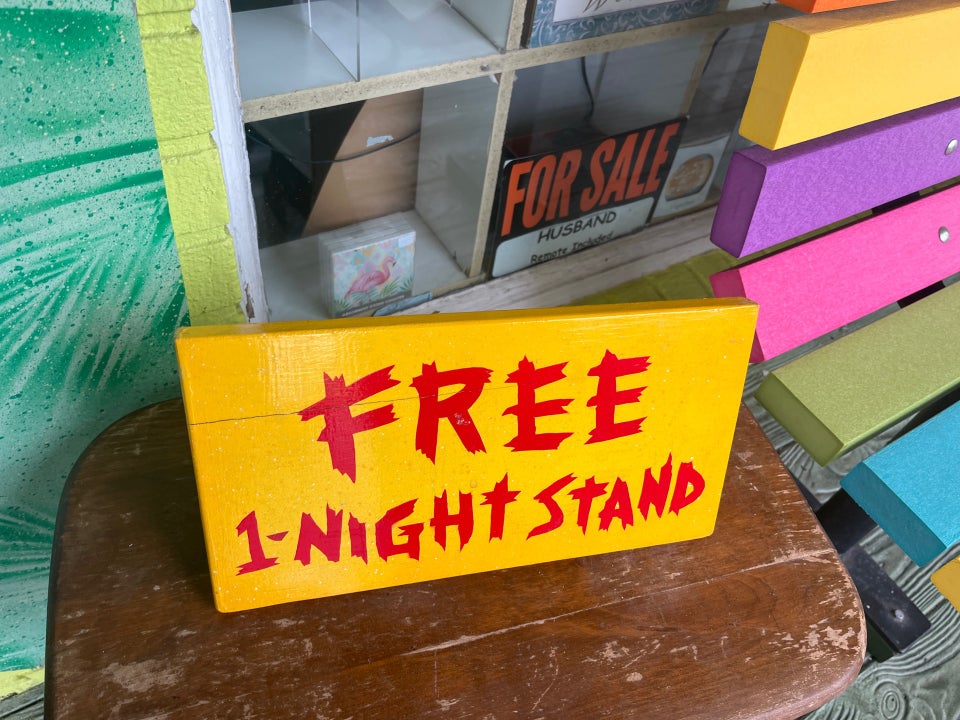 FOR SALE
HUSBAND
Remote Included
FREE
1-NIGHT STAND